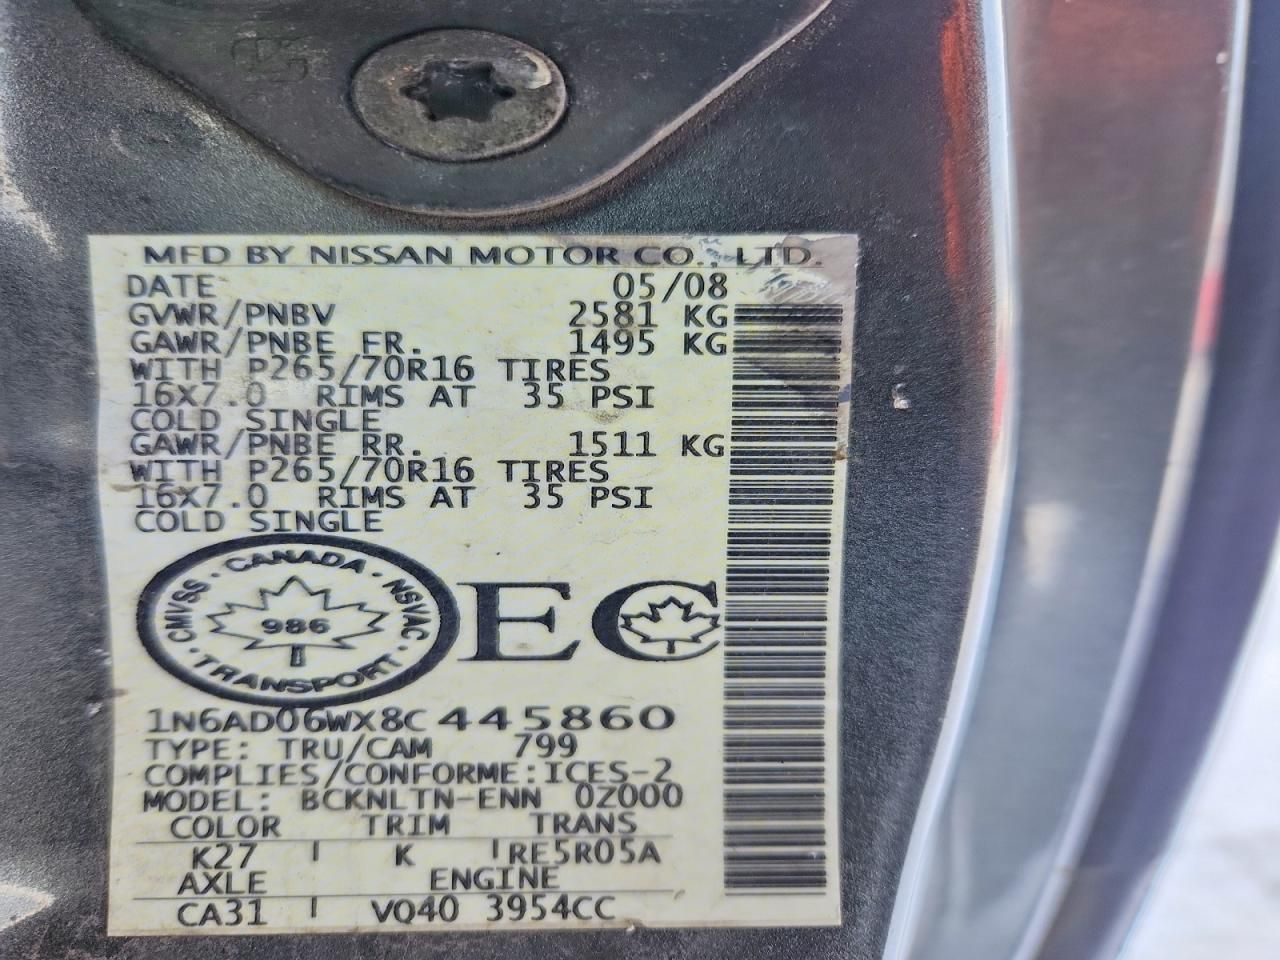 MFD BY NISSAN MOTOR CO., LTD.
DATE 05/08
GVWR/PNBV 2581 KG
GAWR/PNBE FR. 1495 KG
WITH P265/70R16 TIRES
16X7.0 RIMS AT 35 PSI
COLD SINGLE
GAWR/PNBE RR. 1511 KG
WITH P265/70R16 TIRES
16X7.0 RIMS AT 35 PSI
COLD SINGLE
CMVSS · CANADA · NSVAC · TRANSPORT ·
986
EC
1N6AD06WX8C445860
TYPE: TRU/CAM 799
COMPLIES/CONFORME:ICES-2
MODEL: BCKNLTN-ENN 0Z000
COLOR TRIM TRANS
K27 K RE5R05A
AXLE ENGINE
CA31 VQ40 3954CC